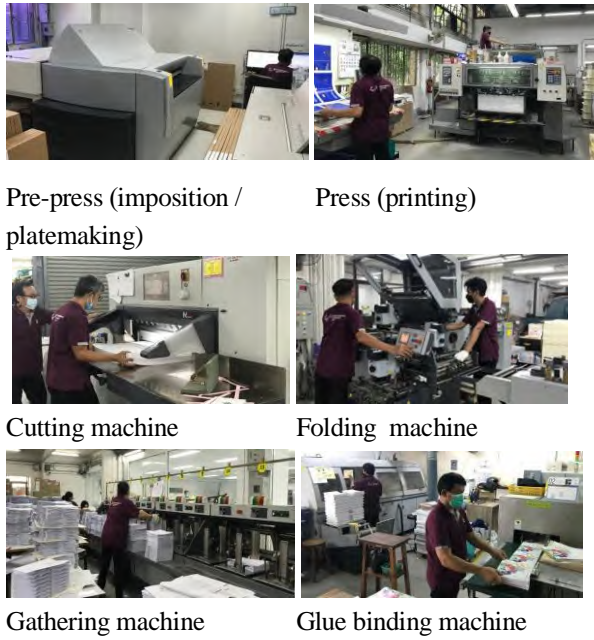 Pre-press (imposition / platemaking)
Press (printing)
Cutting machine
Folding machine
Gathering machine
Glue binding machine